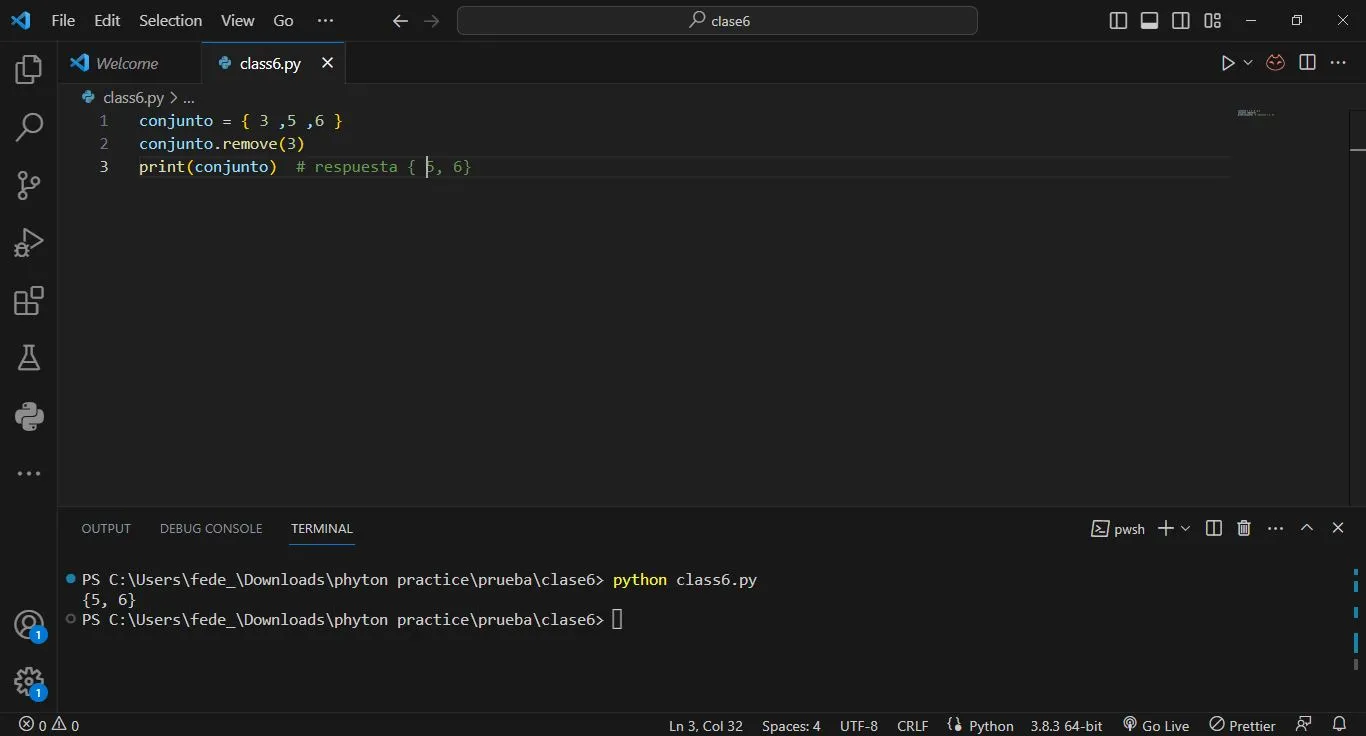 File Edit Selection View Go ··· clase6
Welcome class6.py
class6.py > ...
1 conjunto = { 3 ,5 ,6 }
2 conjunto.remove(3)
3 print(conjunto)  # respuesta { 5, 6}
OUTPUT DEBUG CONSOLE TERMINAL pwsh
PS C:\Users\fede_\Downloads\phyton practice\prueba\clase6> python class6.py
{5, 6}
PS C:\Users\fede_\Downloads\phyton practice\prueba\clase6>
1
1
0 0 Ln 3, Col 32 Spaces: 4 UTF-8 CRLF Python 3.8.3 64-bit Go Live Prettier